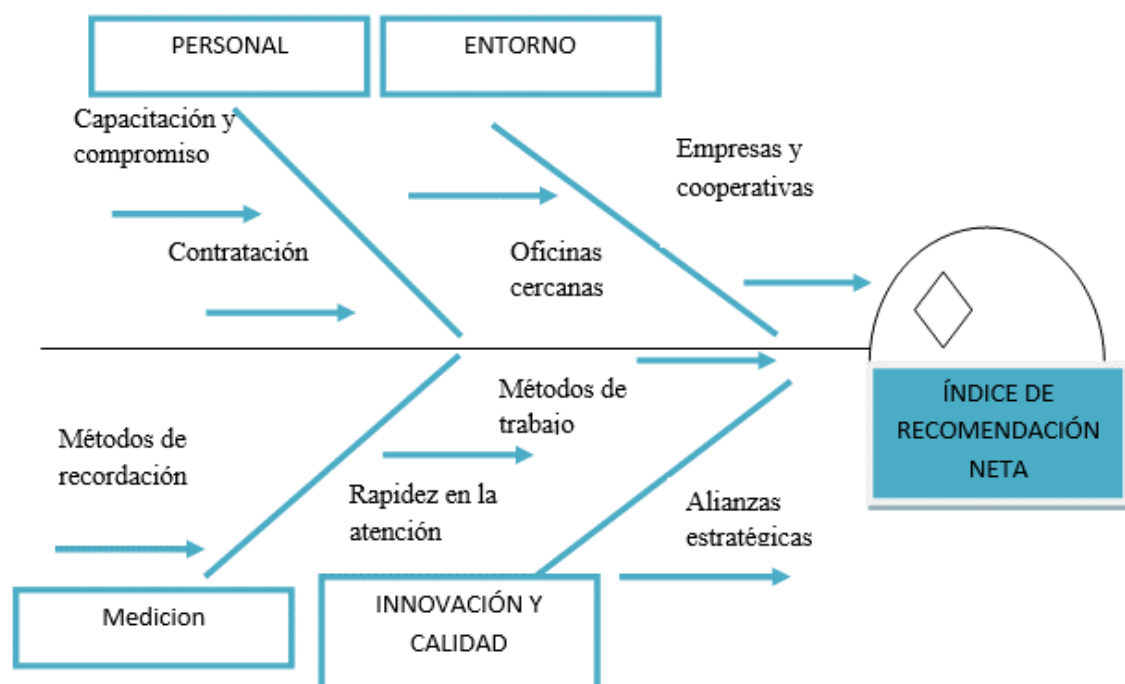 PERSONAL
ENTORNO
Capacitación y
compromiso
Empresas y
cooperativas
Contratación
Oficinas
cercanas
ÍNDICE DE
RECOMENDACIÓN
NETA
Métodos de
trabajo
Métodos de
recordación
Rapidez en la
atención
Alianzas
estratégicas
Medicion
INNOVACIÓN Y
CALIDAD